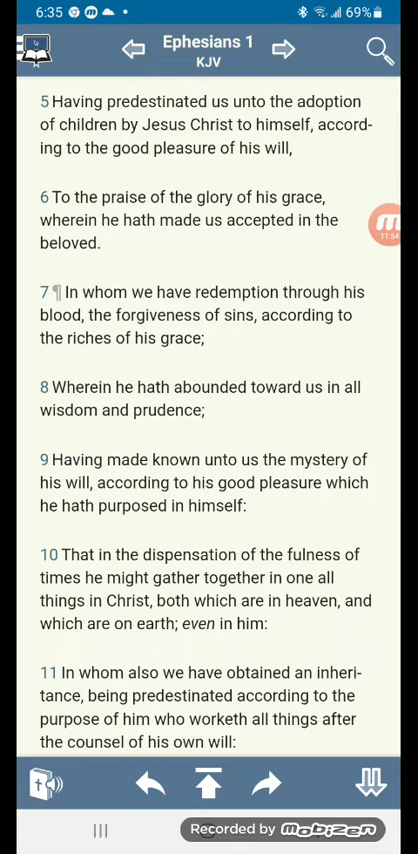 6:35
69%
Ephesians 1
KJV
5 Having predestinated us unto the adoption
of children by Jesus Christ to himself, accord-
ing to the good pleasure of his will,
6 To the praise of the glory of his grace,
wherein he hath made us accepted in the
beloved.
11:54
7 ¶ In whom we have redemption through his
blood, the forgiveness of sins, according to
the riches of his grace;
8 Wherein he hath abounded toward us in all
wisdom and prudence;
9 Having made known unto us the mystery of
his will, according to his good pleasure which
he hath purposed in himself:
10 That in the dispensation of the fulness of
times he might gather together in one all
things in Christ, both which are in heaven, and
which are on earth; even in him:
11 In whom also we have obtained an inheri-
tance, being predestinated according to the
purpose of him who worketh all things after
the counsel of his own will:
Recorded by mobizen